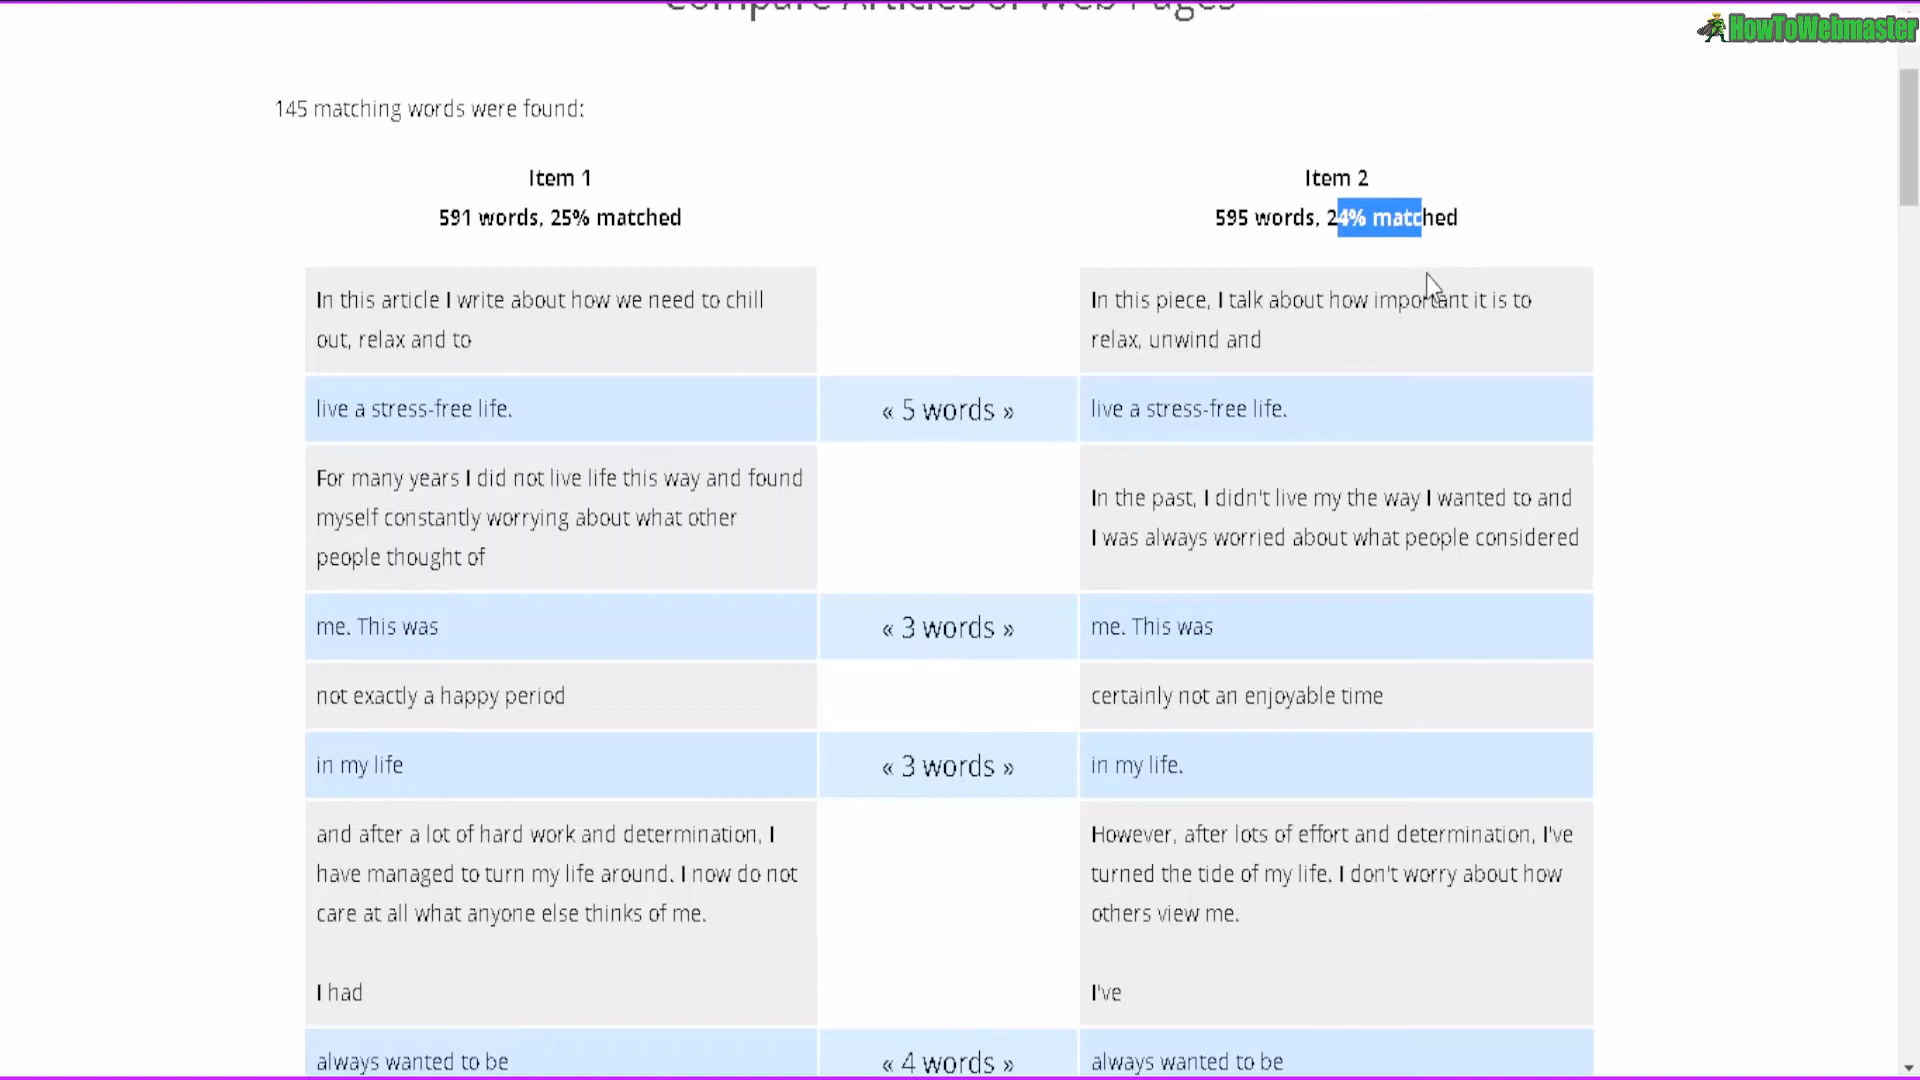 Compare Articles or Web Pages
HowToWebmaster
145 matching words were found:
Item 1
591 words, 25% matched
Item 2
595 words, 24% matched
In this article I write about how we need to chill
out, relax and to
In this piece, I talk about how important it is to
relax, unwind and
live a stress-free life.
« 5 words »
live a stress-free life.
For many years I did not live life this way and found
myself constantly worrying about what other
people thought of
In the past, I didn't live my the way I wanted to and
I was always worried about what people considered
me. This was
« 3 words »
me. This was
not exactly a happy period
certainly not an enjoyable time
in my life
« 3 words »
in my life.
and after a lot of hard work and determination, I
have managed to turn my life around. I now do not
care at all what anyone else thinks of me.
I had
However, after lots of effort and determination, I've
turned the tide of my life. I don't worry about how
others view me.
I've
always wanted to be
« 4 words »
always wanted to be